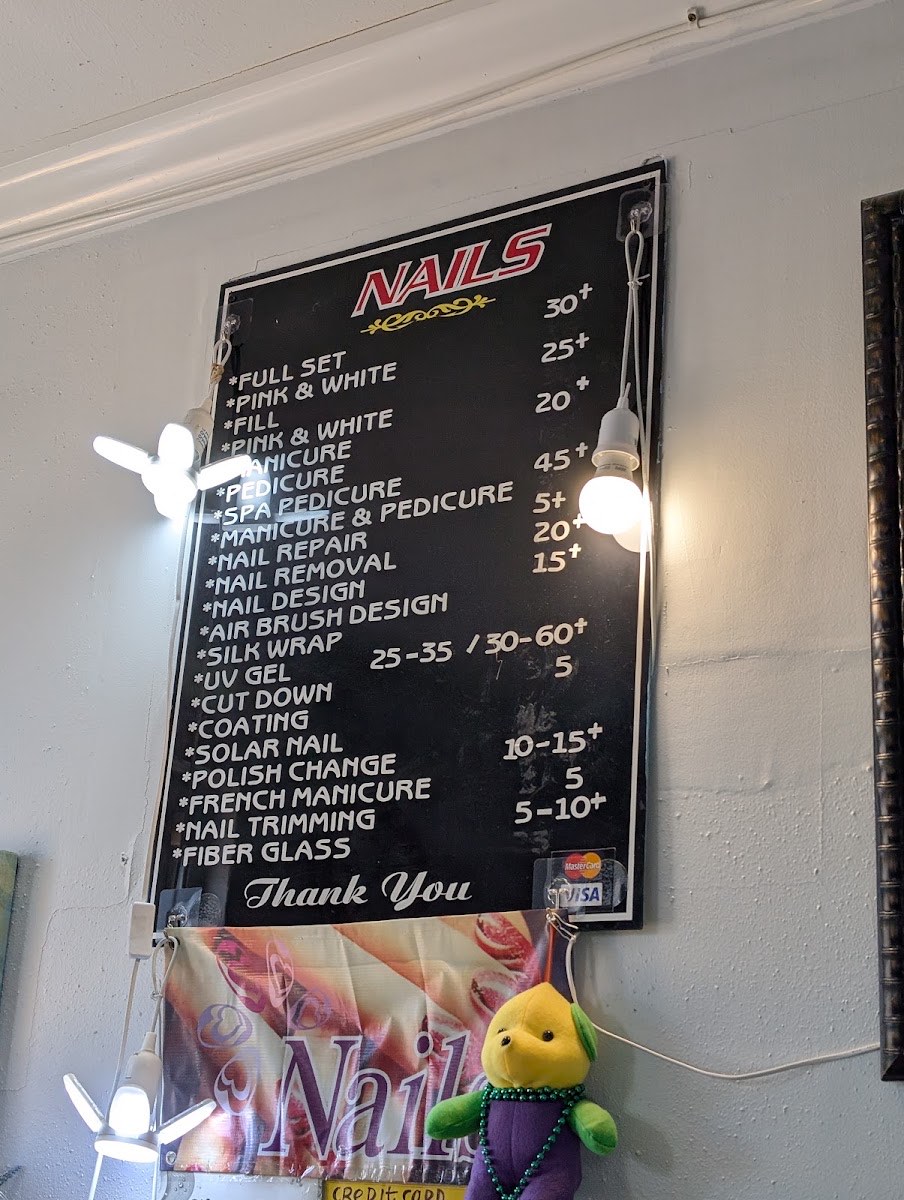 NAILS
*FULL SET
*PINK & WHITE
*FILL
*PINK & WHITE
MANICURE
*PEDICURE
*SPA PEDICURE
*MANICURE & PEDICURE
*NAIL REPAIR
*NAIL REMOVAL
*NAIL DESIGN
*AIR BRUSH DESIGN
*SILK WRAP
*UV GEL
*CUT DOWN
*COATING
*SOLAR NAIL
*POLISH CHANGE
*FRENCH MANICURE
*NAIL TRIMMING
*FIBER GLASS
30+
25+
20+
45+
5+
20+
15+
25-35 / 30-60+
5
10-15+
5
5-10+
Thank You
MasterCard
VISA
Nails
CREDIT CARD